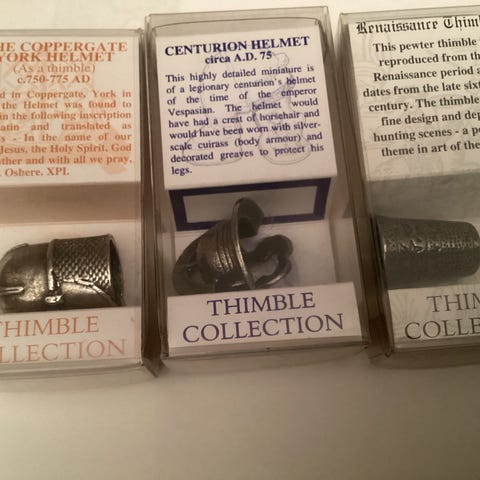 HE COPPERGATE
YORK HELMET
(As a thimble)
c.750-775 AD
d in Coppergate, York in
the Helmet was found to
in the following inscription
atin and translated as
s - In the name of our
Jesus, the Holy Spirit, God
ther and with all we pray,
. Oshere. XPI.
THIMBLE
LLECTION
CENTURION HELMET
circa A.D. 75
This highly detailed miniature is
of a legionary centurion's helmet
of the time of the emperor
Vespasian. The helmet would
have had a crest of horsehair and
would have been worn with silver-
scale cuirass (body armour) and
decorated greaves to protect his
legs.
THIMBLE
COLLECTION
Renaissance Thim
This pewter thimble
reproduced from th
Renaissance period a
dates from the late sixt
century. The thimble
fine design and dep
hunting scenes - a po
theme in art of the
THIM
COLLE